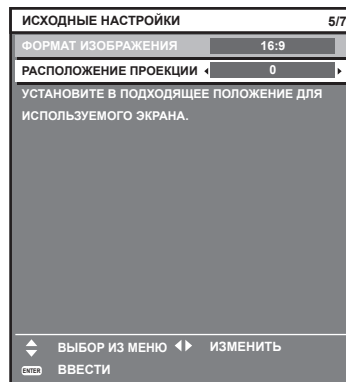 ИСХОДНЫЕ НАСТРОЙКИ 5/7
ФОРМАТ ИЗОБРАЖЕНИЯ 16:9
РАСПОЛОЖЕНИЕ ПРОЕКЦИИ 0
УСТАНОВИТЕ В ПОДХОДЯЩЕЕ ПОЛОЖЕНИЕ ДЛЯ
ИСПОЛЬЗУЕМОГО ЭКРАНА.
ВЫБОР ИЗ МЕНЮ ИЗМЕНИТЬ
ENTER ВВЕСТИ